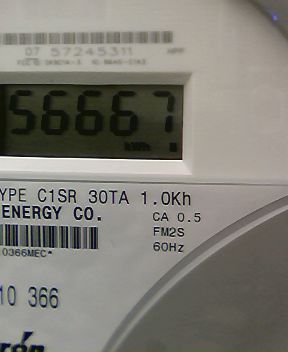 07 57245311
56667
kWh
YPE C1SR 30TA 1.0Kh
ENERGY CO.
CA 0.5
FM2S
60Hz
0366MEC*
10 366
rón